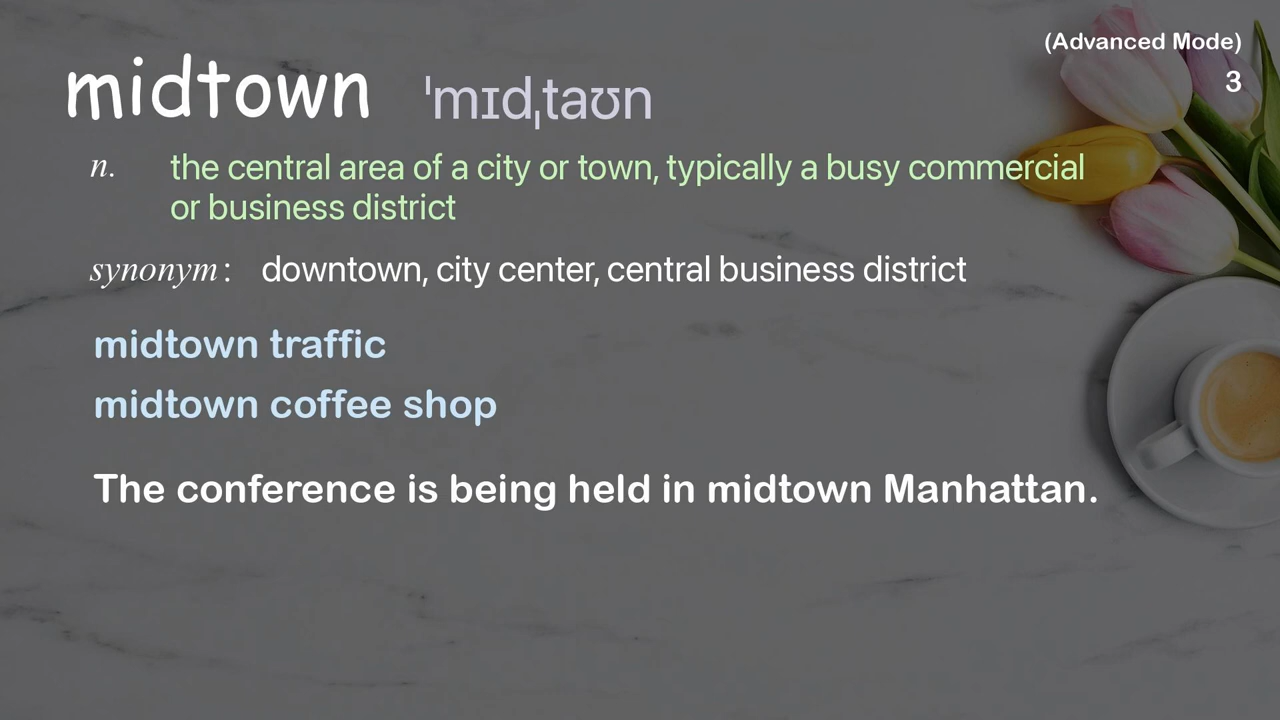 (Advanced Mode)
3
midtown ˈmɪdˌtaʊn
n. the central area of a city or town, typically a busy commercial
or business district
synonym: downtown, city center, central business district
midtown traffic
midtown coffee shop
The conference is being held in midtown Manhattan.